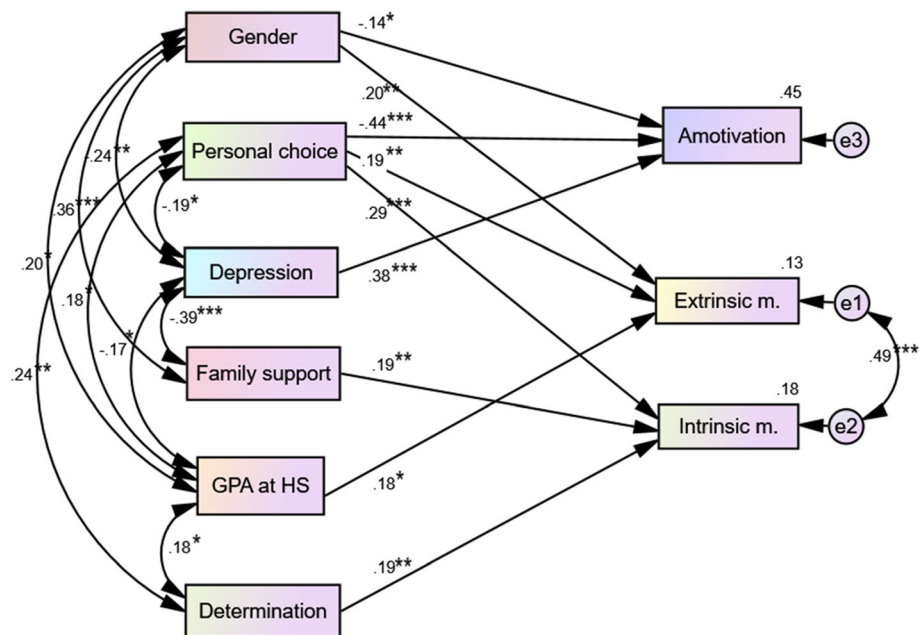 Gender
-.14*
.20**
.45
Amotivation
e3
-.44***
Personal choice
.19**
.24**
.36***
-.19*
.29***
Depression
.38***
.20*
.18*
.13
Extrinsic m.
e1
-.39***
-.17*
.49***
Family support
.19**
.24**
.18
Intrinsic m.
e2
GPA at HS
.18*
.18*
.19**
Determination